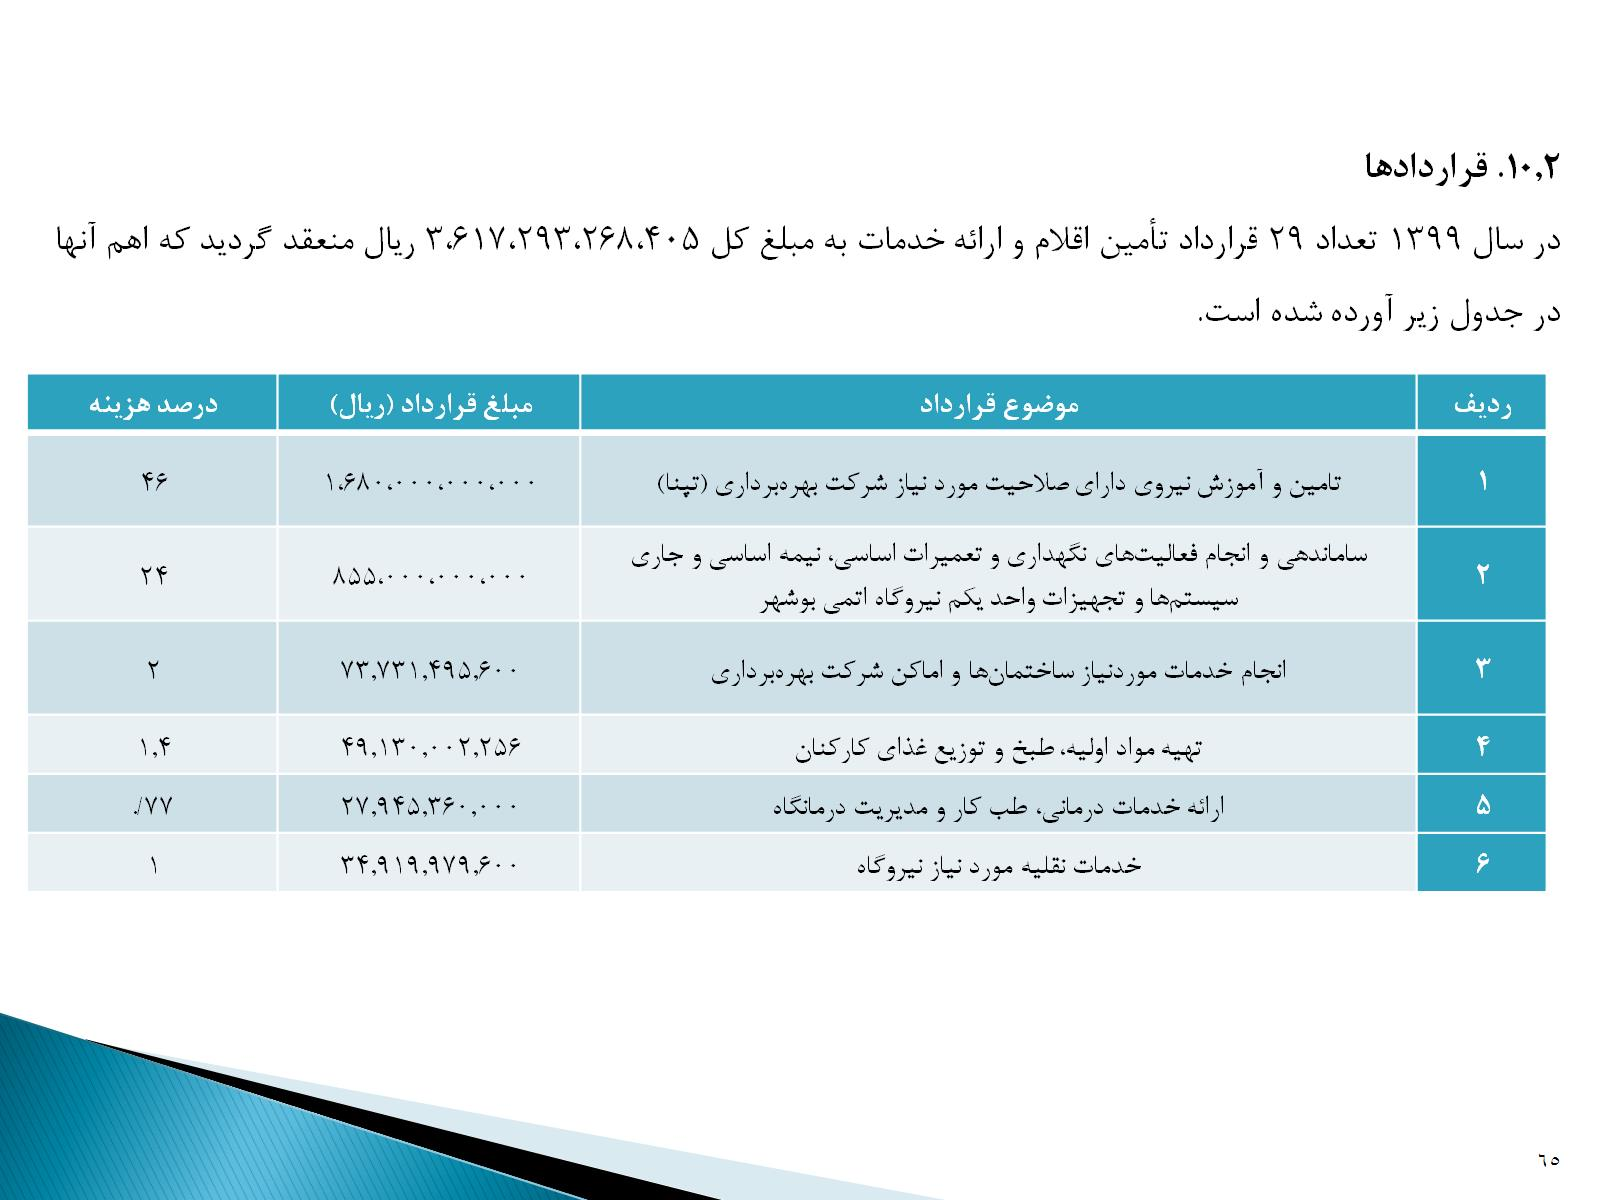 ۱۰٫۲. قراردادها
در سال ۱۳۹۹ تعداد ۲۹ قرارداد تأمین اقلام و ارائه خدمات به مبلغ کل ۳،۶۱۷،۲۹۳،۲۶۸،۴۰۵ ریال منعقد گردید که اهم آنها
در جدول زیر آورده شده است.
ردیف موضوع قرارداد مبلغ قرارداد (ریال) درصد هزینه
۱ تامین و آموزش نیروی دارای صلاحیت مورد نیاز شرکت بهره‌برداری (تپنا) ۱،۶۸۰،۰۰۰،۰۰۰،۰۰۰ ۴۶
۲ ساماندهی و انجام فعالیت‌های نگهداری و تعمیرات اساسی، نیمه اساسی و جاری
سیستم‌ها و تجهیزات واحد یکم نیروگاه اتمی بوشهر ۸۵۵،۰۰۰،۰۰۰،۰۰۰ ۲۴
۳ انجام خدمات موردنیاز ساختمان‌ها و اماکن شرکت بهره‌برداری ۷۳,۷۳۱,۴۹۵,۶۰۰ ۲
۴ تهیه مواد اولیه، طبخ و توزیع غذای کارکنان ۴۹,۱۳۰,۰۰۲,۲۵۶ ۱,۴
۵ ارائه خدمات درمانی، طب کار و مدیریت درمانگاه ۲۷,۹۴۵,۳۶۰,۰۰۰ ۰/۷۷
۶ خدمات نقلیه مورد نیاز نیروگاه ۳۴,۹۱۹,۹۷۹,۶۰۰ ۱
٦٥